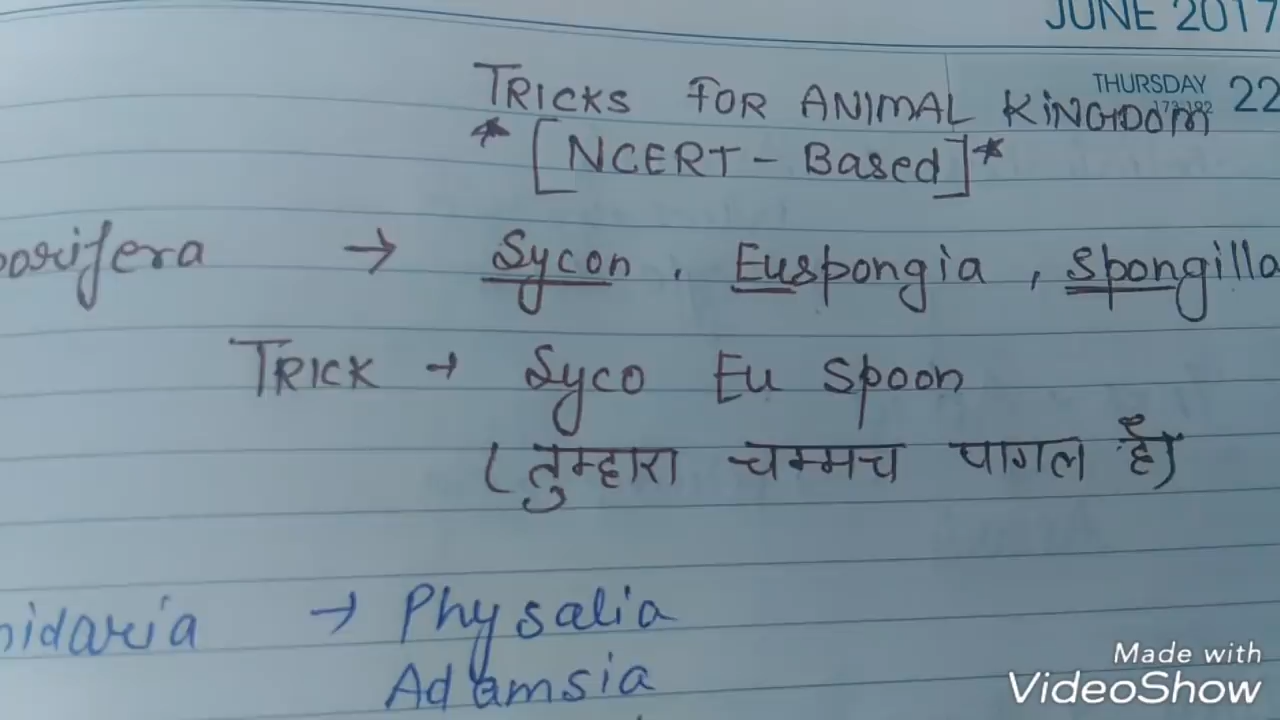 JUNE 2017
THURSDAY 22
TRICKS FOR ANIMAL KINGDOM
*[NCERT - Based]*
orifera → Sycon, Euspongia, Spongilla
TRICK → Syco Eu Spoon
(तुम्हारा चम्मच पागल है)
nidaria → Physalia
Adamsia
Made with
VideoShow